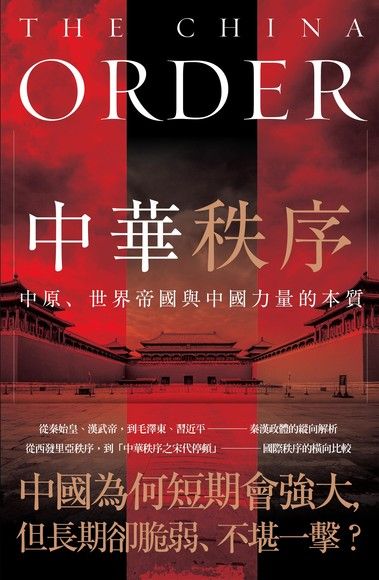 THE CHINA
ORDER
中華秩序
中原、世界帝國與中國力量的本質
從秦始皇、漢武帝，到毛澤東、習近平———秦漢政體的縱向解析
從西發里亞秩序，到「中華秩序之宋代停頓」———國際秩序的橫向比較
中國為何短期會強大，
但長期卻脆弱、不堪一擊？